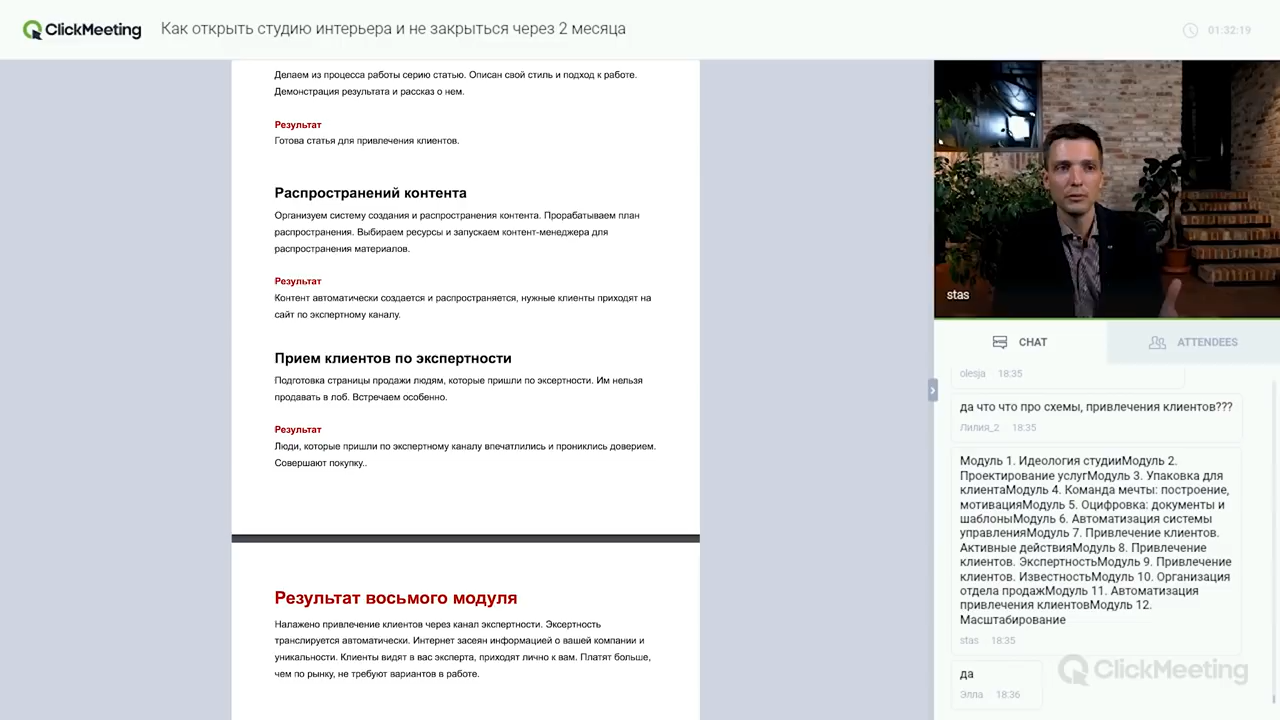 ClickMeeting
Как открыть студию интерьера и не закрыться через 2 месяца
01:32:19
Делаем из процесса работы серию статью. Описан свой стиль и подход к работе.
Демонстрация результата и рассказ о нем.
Результат
Готова статья для привлечения клиентов.
Распространений контента
Организуем систему создания и распространения контента. Прорабатываем план
распространения. Выбираем ресурсы и запускаем контент-менеджера для
распространения материалов.
Результат
Контент автоматически создается и распространяется, нужные клиенты приходят на
сайт по экспертному каналу.
Прием клиентов по экспертности
Подготовка страницы продажи людям, которые пришли по эксертности. Им нельзя
продавать в лоб. Встречаем особенно.
Результат
Люди, которые пришли по экспертному каналу впечатлились и прониклись доверием.
Совершают покупку..
Результат восьмого модуля
Налажено привлечение клиентов через канал экспертности. Эксертность
транслируется автоматически. Интернет засеян информацией о вашей компании и
уникальности. Клиенты видят в вас эксперта, приходят лично к вам. Платят больше,
чем по рынку, не требуют вариантов в работе.
stas
CHAT
ATTENDEES
olesja 18:35
да что что про схемы, привлечения клиентов???
Лилия_2 18:35
Модуль 1. Идеология студииМодуль 2.
Проектирование услугМодуль 3. Упаковка для
клиентаМодуль 4. Команда мечты: построение,
мотивацияМодуль 5. Оцифровка: документы и
шаблоныМодуль 6. Автоматизация системы
управленияМодуль 7. Привлечение клиентов.
Активные действияМодуль 8. Привлечение
клиентов. ЭкспертностьМодуль 9. Привлечение
клиентов. ИзвестностьМодуль 10. Организация
отдела продажМодуль 11. Автоматизация
привлечения клиентовМодуль 12.
Масштабирование
stas 18:35
да
Элла 18:36
ClickMeeting